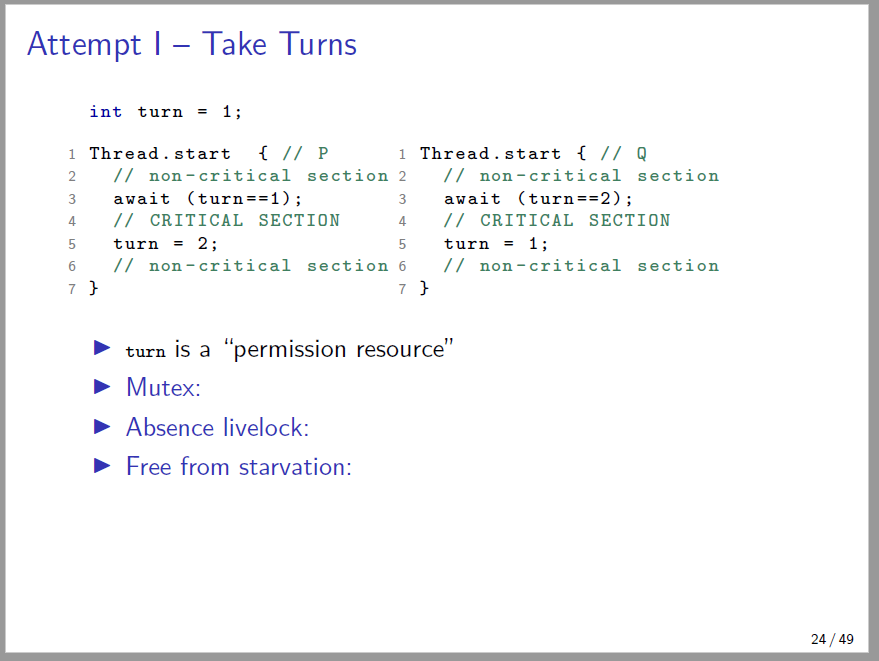 Attempt I – Take Turns
int turn = 1;
1 Thread.start { // P
2 // non-critical section
3 await (turn==1);
4 // CRITICAL SECTION
5 turn = 2;
6 // non-critical section
7 }
1 Thread.start { // Q
2 // non-critical section
3 await (turn==2);
4 // CRITICAL SECTION
5 turn = 1;
6 // non-critical section
7 }
▶ turn is a “permission resource”
▶ Mutex:
▶ Absence livelock:
▶ Free from starvation:
24 / 49